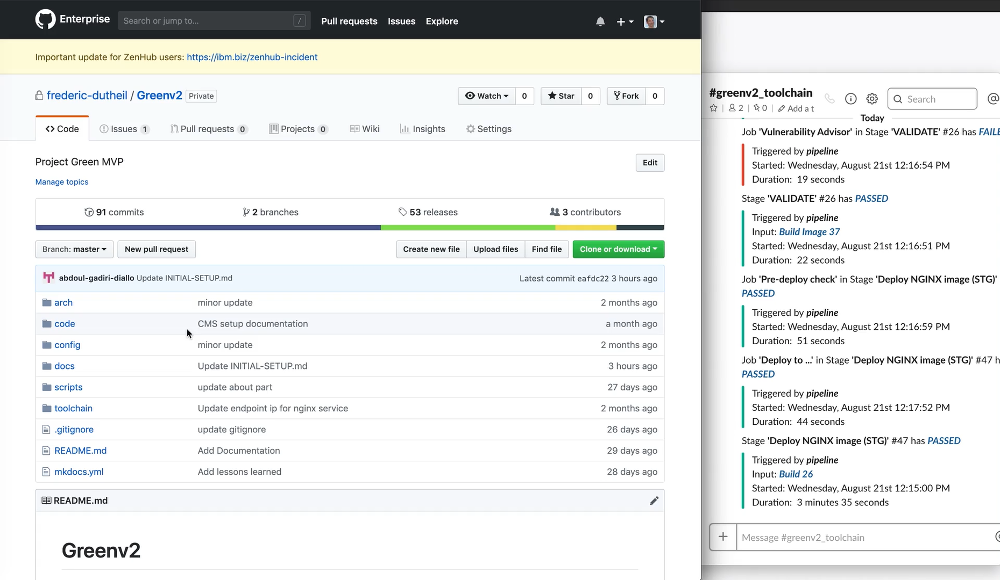 Enterprise
Search or jump to...
/
Pull requests
Issues
Explore
Important update for ZenHub users: https://ibm.biz/zenhub-incident
frederic-dutheil / Greenv2 Private
Watch 0
Star 0
Fork 0
Code
Issues 1
Pull requests 0
Projects 0
Wiki
Insights
Settings
Project Green MVP
Edit
Manage topics
91 commits
2 branches
53 releases
3 contributors
Branch: master
New pull request
Create new file
Upload files
Find file
Clone or download
abdoul-gadiri-diallo Update INITIAL-SETUP.md
Latest commit eafdc22 3 hours ago
arch minor update 2 months ago
code CMS setup documentation a month ago
config minor update 2 months ago
docs Update INITIAL-SETUP.md 3 hours ago
scripts update about part 27 days ago
toolchain Update endpoint ip for nginx service 2 months ago
.gitignore update gitignore 26 days ago
README.md Add Documentation 29 days ago
mkdocs.yml Add lessons learned 28 days ago
README.md
Greenv2
#greenv2_toolchain
Search
@
2 | 0 | Add a t
Today
Job 'Vulnerability Advisor' in Stage 'VALIDATE' #26 has FAILE
Triggered by pipeline
Started: Wednesday, August 21st 12:16:54 PM
Duration: 19 seconds
Stage 'VALIDATE' #26 has PASSED
Triggered by pipeline
Input: Build Image 37
Started: Wednesday, August 21st 12:16:51 PM
Duration: 22 seconds
Job 'Pre-deploy check' in Stage 'Deploy NGINX image (STG)'
PASSED
Triggered by pipeline
Started: Wednesday, August 21st 12:16:59 PM
Duration: 51 seconds
Job 'Deploy to ...' in Stage 'Deploy NGINX image (STG)' #47 h
PASSED
Triggered by pipeline
Started: Wednesday, August 21st 12:17:52 PM
Duration: 44 seconds
Stage 'Deploy NGINX image (STG)' #47 has PASSED
Triggered by pipeline
Input: Build 26
Started: Wednesday, August 21st 12:15:00 PM
Duration: 3 minutes 35 seconds
Message #greenv2_toolchain